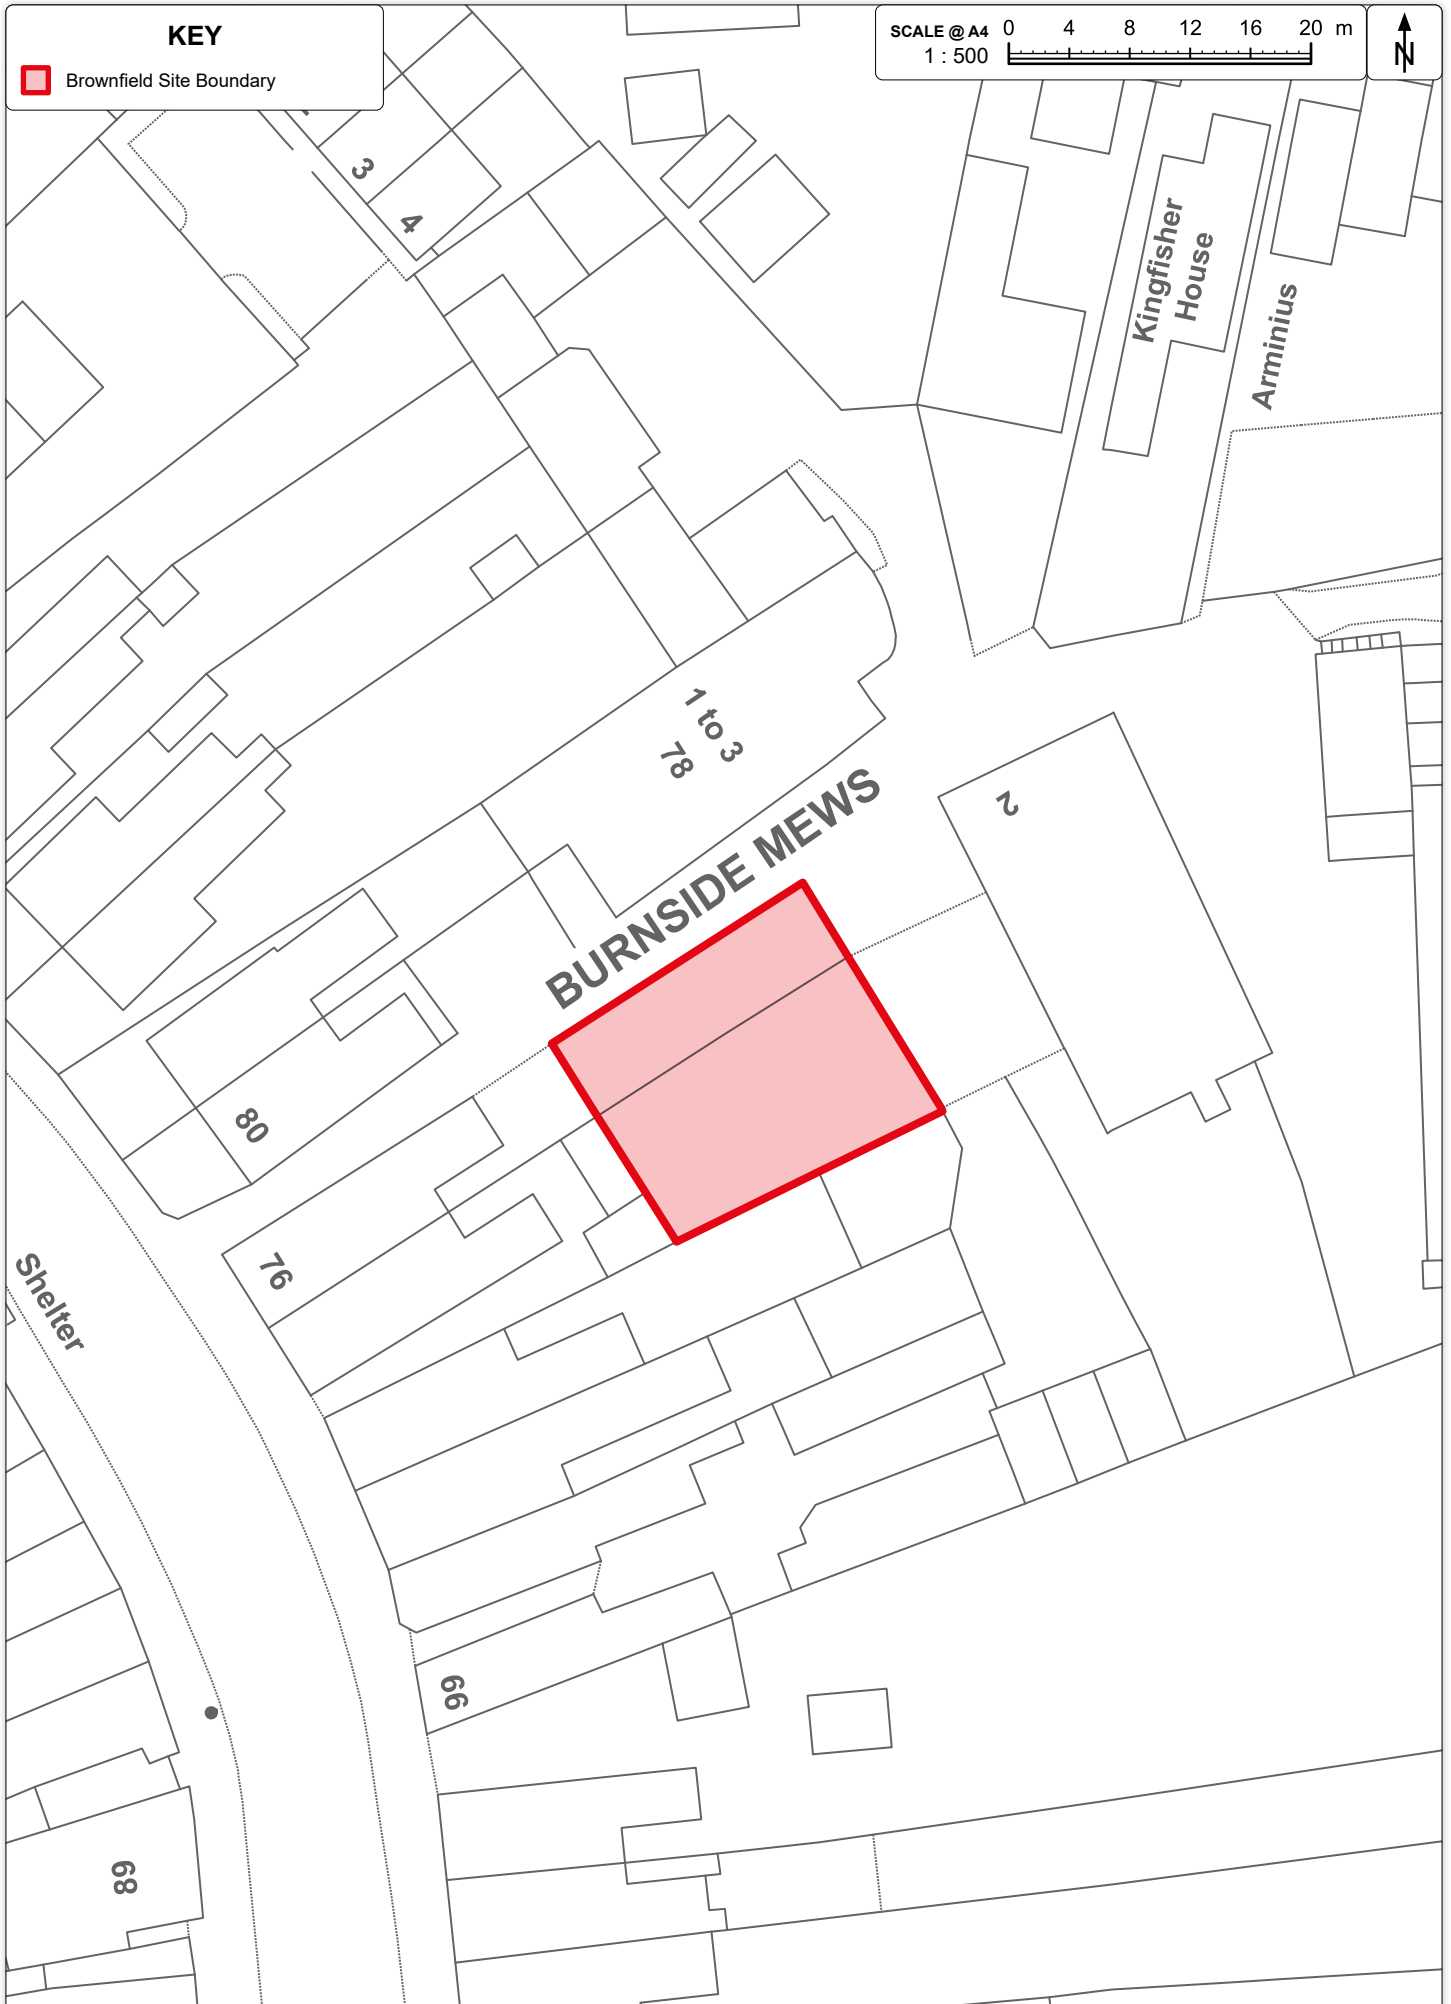 KEY
Brownfield Site Boundary
SCALE @ A4
1 : 500
0 4 8 12 16 20 m
N
3
4
Kingfisher
House
Arminius
1 to 3
78
BURNSIDE MEWS
2
80
76
Shelter
66
68